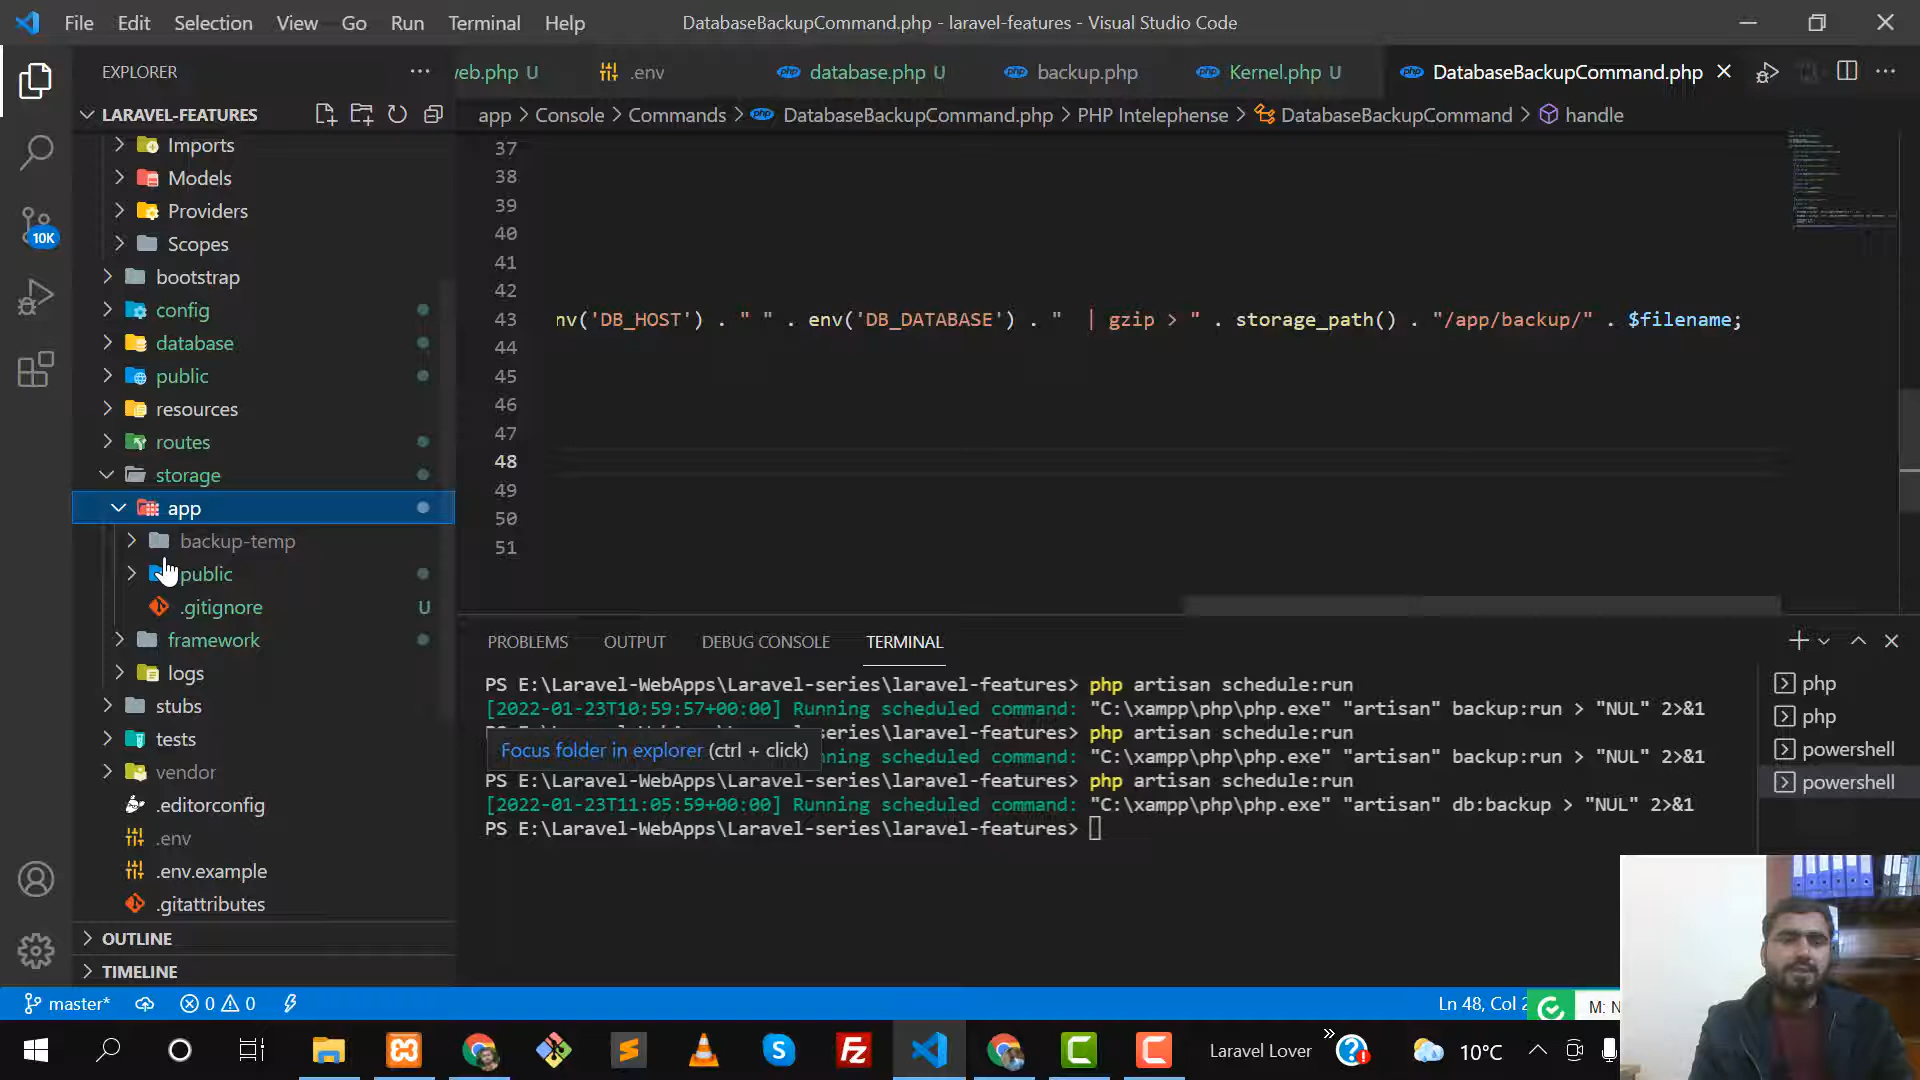 File Edit Selection View Go Run Terminal Help
DatabaseBackupCommand.php - laravel-features - Visual Studio Code
EXPLORER
web.php U
.env
database.php U
backup.php
Kernel.php U
DatabaseBackupCommand.php
LARAVEL-FEATURES
app > Console > Commands > DatabaseBackupCommand.php > PHP Intelephense > DatabaseBackupCommand > handle
Imports
Models
Providers
Scopes
bootstrap
config
database
public
resources
routes
storage
app
backup-temp
public
.gitignore U
framework
logs
stubs
tests
vendor
.editorconfig
.env
.env.example
.gitattributes
OUTLINE
TIMELINE
10K
37
38
39
40
41
42
43 nv('DB_HOST') . " " . env('DB_DATABASE') . "  | gzip > " . storage_path() . "/app/backup/" . $filename;
44
45
46
47
48
49
50
51
PROBLEMS OUTPUT DEBUG CONSOLE TERMINAL
PS E:\Laravel-WebApps\Laravel-series\laravel-features> php artisan schedule:run
[2022-01-23T10:59:57+00:00] Running scheduled command: "C:\xampp\php\php.exe" "artisan" backup:run > "NUL" 2>&1
php artisan schedule:run
Focus folder in explorer (ctrl + click)
nning scheduled command: "C:\xampp\php\php.exe" "artisan" backup:run > "NUL" 2>&1
PS E:\Laravel-WebApps\Laravel-series\laravel-features> php artisan schedule:run
[2022-01-23T11:05:59+00:00] Running scheduled command: "C:\xampp\php\php.exe" "artisan" db:backup > "NUL" 2>&1
PS E:\Laravel-WebApps\Laravel-series\laravel-features>
php
php
powershell
powershell
master*
0 0
Ln 48, Col 2
M: N
Laravel Lover
10°C